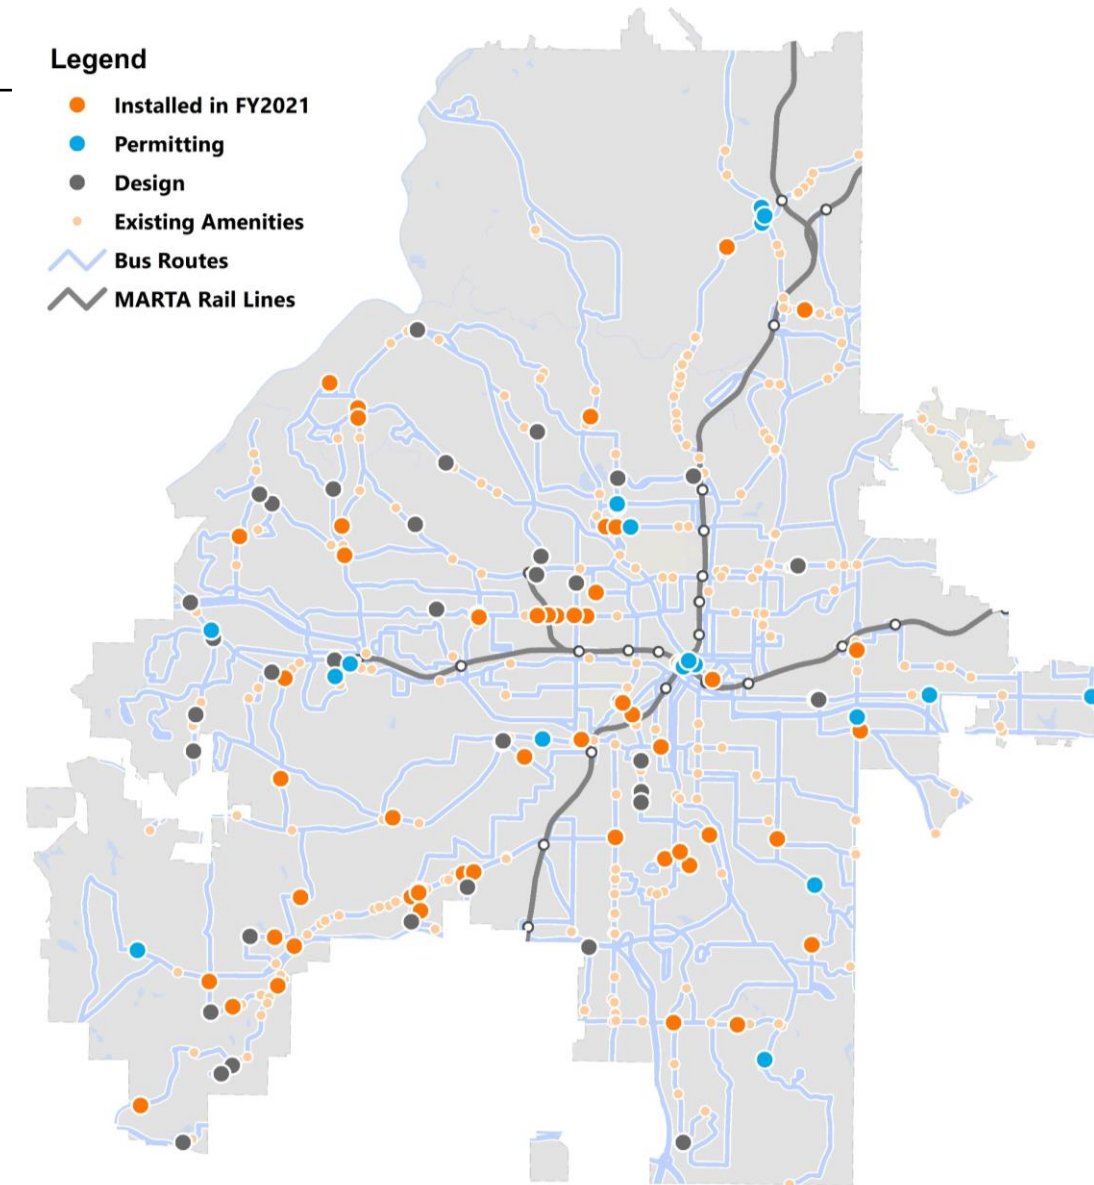 Legend
Installed in FY2021
Permitting
Design
Existing Amenities
Bus Routes
MARTA Rail Lines